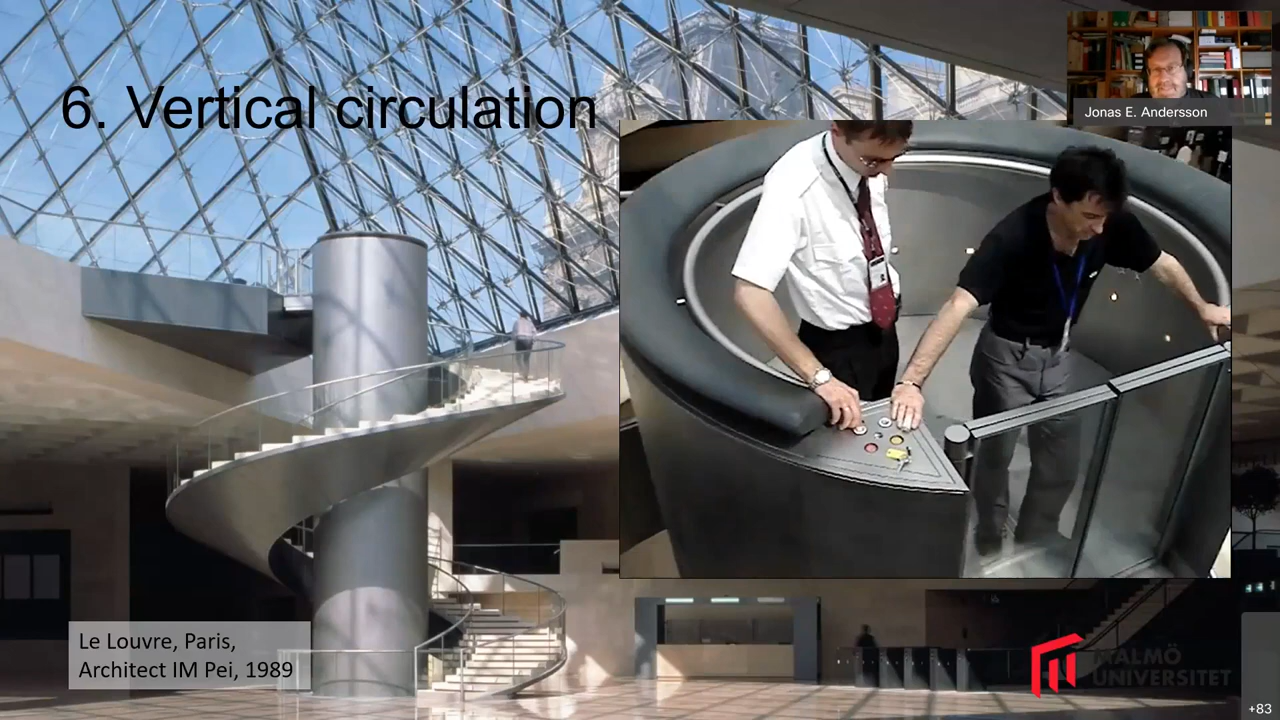 6. Vertical circulation
Jonas E. Andersson
Le Louvre, Paris,
Architect IM Pei, 1989
MALMÖ
UNIVERSITET
+83